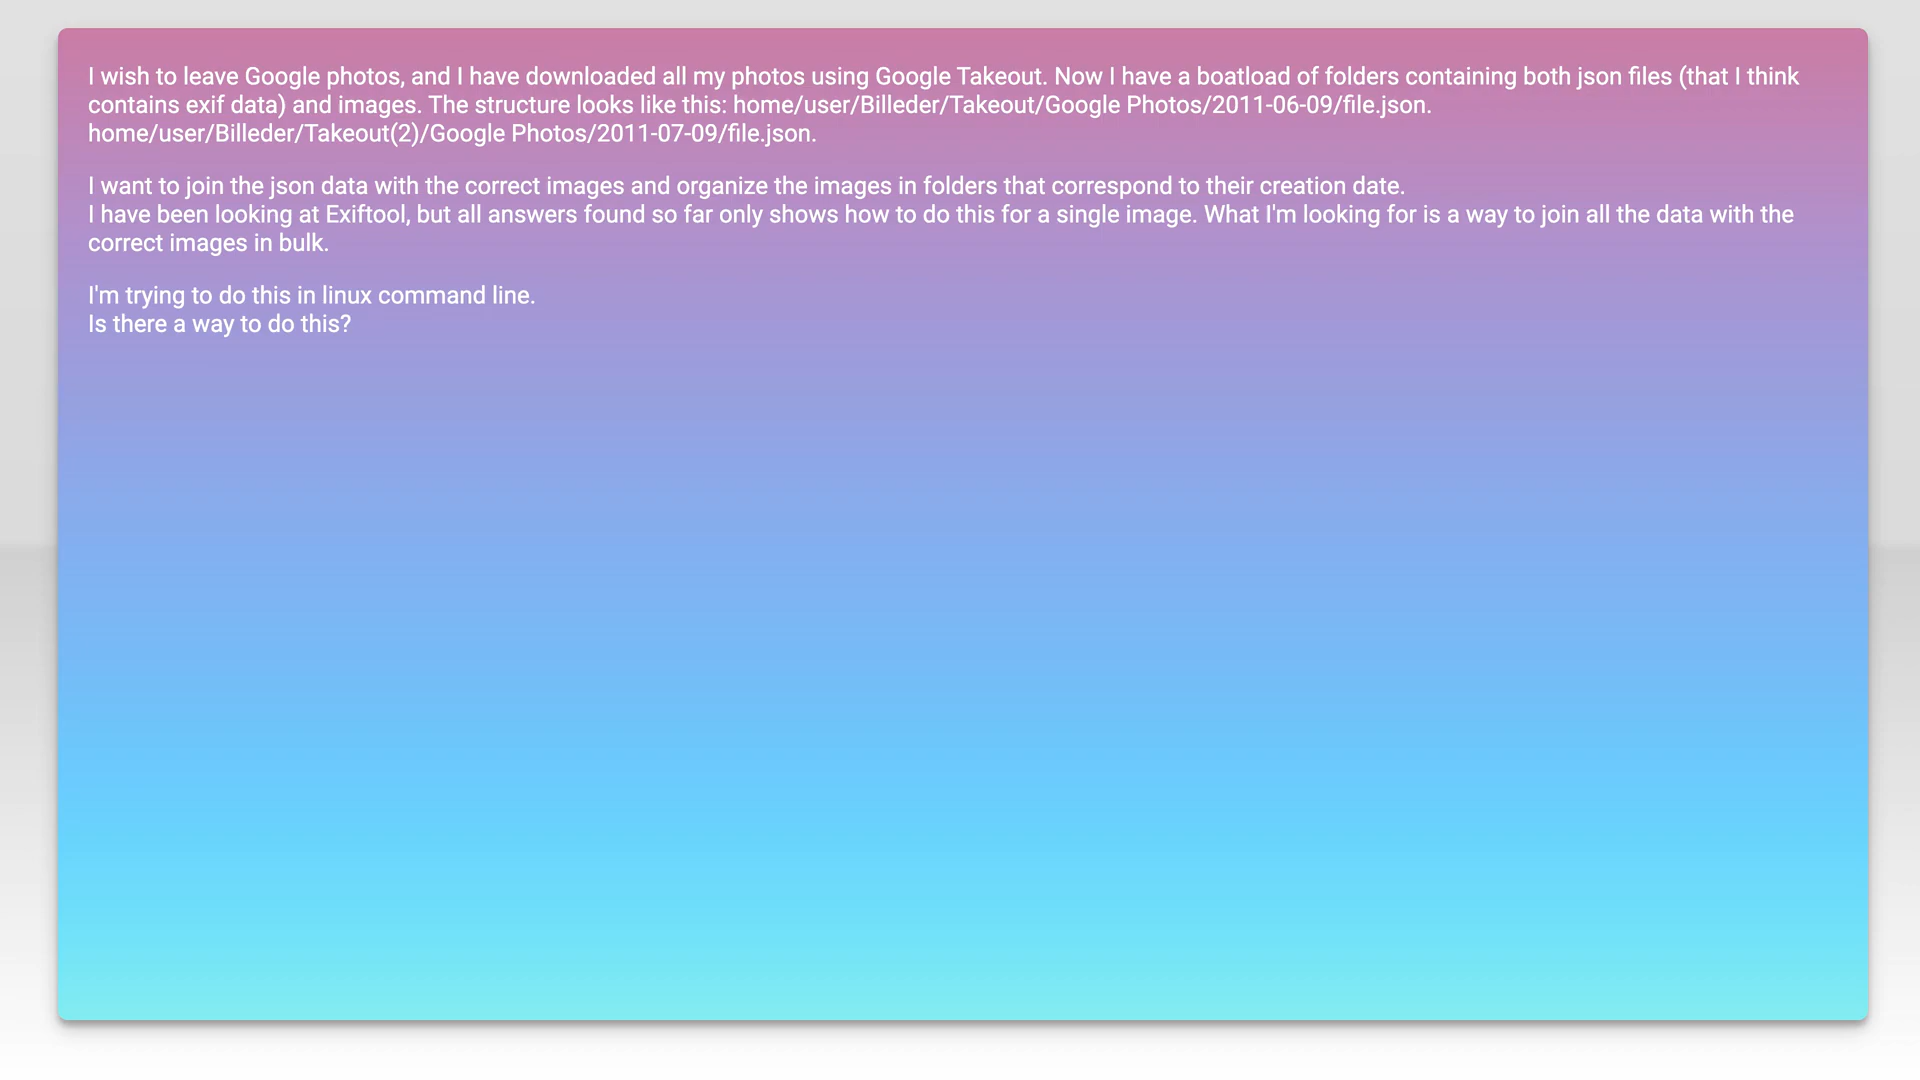 I wish to leave Google photos, and I have downloaded all my photos using Google Takeout. Now I have a boatload of folders containing both json files (that I think
contains exif data) and images. The structure looks like this: home/user/Billeder/Takeout/Google Photos/2011-06-09/file.json.
home/user/Billeder/Takeout(2)/Google Photos/2011-07-09/file.json.
I want to join the json data with the correct images and organize the images in folders that correspond to their creation date.
I have been looking at Exiftool, but all answers found so far only shows how to do this for a single image. What I'm looking for is a way to join all the data with the
correct images in bulk.
I'm trying to do this in linux command line.
Is there a way to do this?